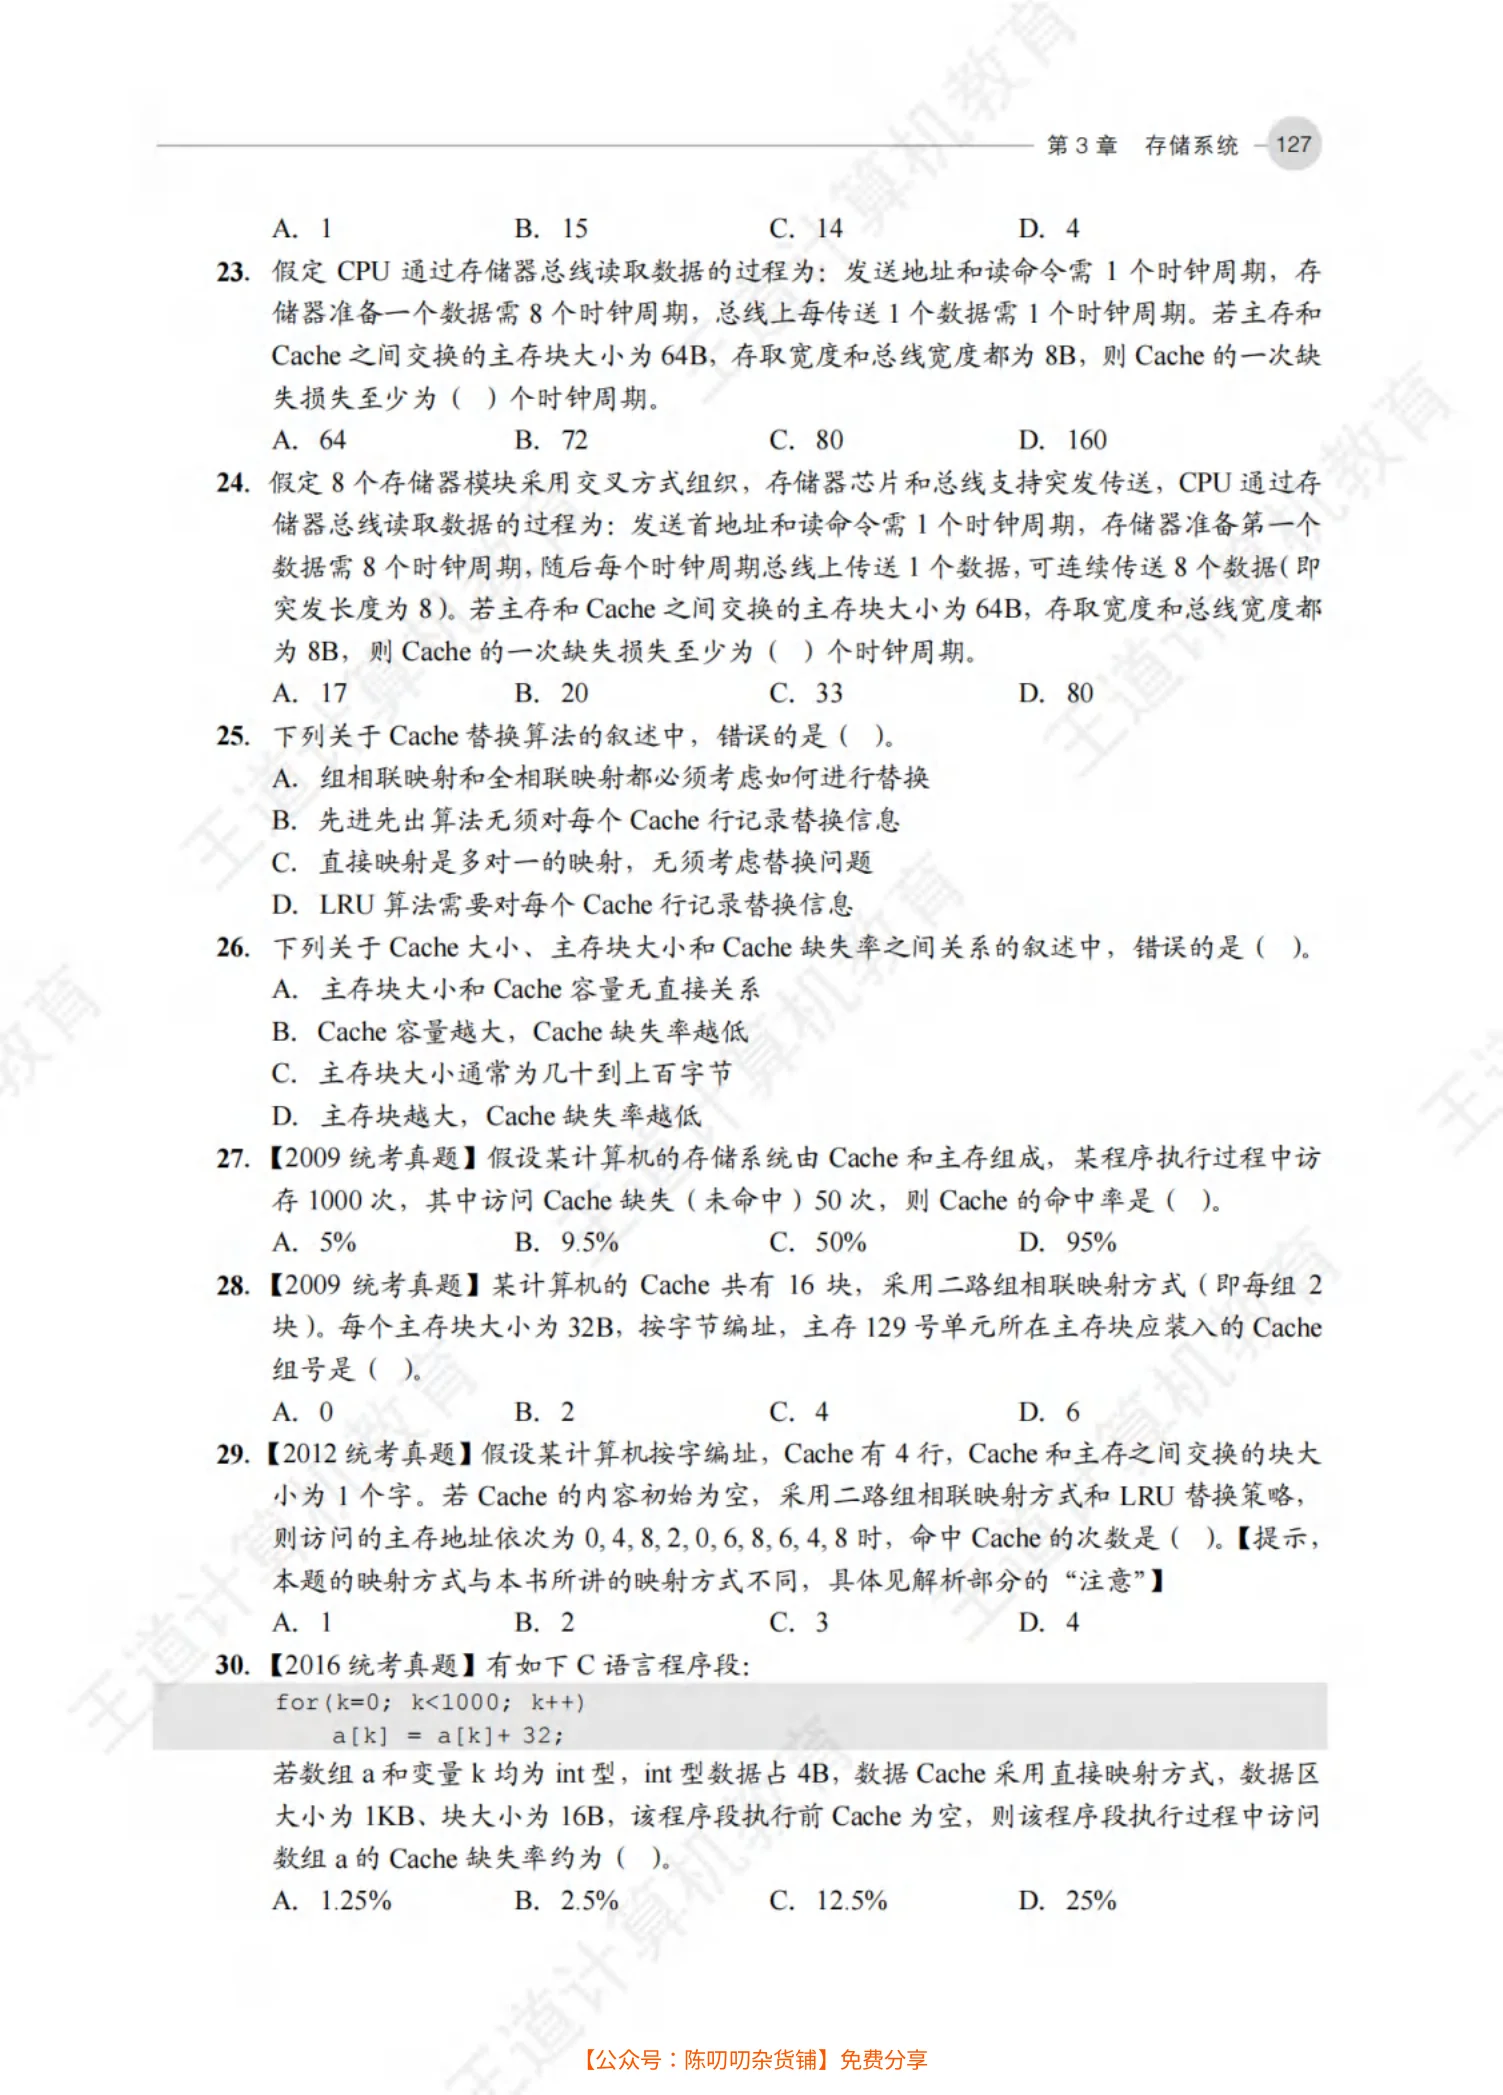 第 3 章 存储系统 127
A. 1 B. 15 C. 14 D. 4
23. 假定 CPU 通过存储器总线读取数据的过程为：发送地址和读命令需 1 个时钟周期，存
储器准备一个数据需 8 个时钟周期，总线上每传送 1 个数据需 1 个时钟周期。若主存和
Cache 之间交换的主存块大小为 64B，存取宽度和总线宽度都为 8B，则 Cache 的一次缺
失损失至少为（ ）个时钟周期。
A. 64 B. 72 C. 80 D. 160
24. 假定 8 个存储器模块采用交叉方式组织，存储器芯片和总线支持突发传送，CPU 通过存
储器总线读取数据的过程为：发送首地址和读命令需 1 个时钟周期，存储器准备第一个
数据需 8 个时钟周期，随后每个时钟周期总线上传送 1 个数据，可连续传送 8 个数据（即
突发长度为 8）。若主存和 Cache 之间交换的主存块大小为 64B，存取宽度和总线宽度都
为 8B，则 Cache 的一次缺失损失至少为（ ）个时钟周期。
A. 17 B. 20 C. 33 D. 80
25. 下列关于 Cache 替换算法的叙述中，错误的是（ ）。
A. 组相联映射和全相联映射都必须考虑如何进行替换
B. 先进先出算法无须对每个 Cache 行记录替换信息
C. 直接映射是多对一的映射，无须考虑替换问题
D. LRU 算法需要对每个 Cache 行记录替换信息
26. 下列关于 Cache 大小、主存块大小和 Cache 缺失率之间关系的叙述中，错误的是（ ）。
A. 主存块大小和 Cache 容量无直接关系
B. Cache 容量越大，Cache 缺失率越低
C. 主存块大小通常为几十到上百字节
D. 主存块越大，Cache 缺失率越低
27. 【2009 统考真题】假设某计算机的存储系统由 Cache 和主存组成，某程序执行过程中访
存 1000 次，其中访问 Cache 缺失（未命中）50 次，则 Cache 的命中率是（ ）。
A. 5% B. 9.5% C. 50% D. 95%
28. 【2009 统考真题】某计算机的 Cache 共有 16 块，采用二路组相联映射方式（即每组 2
块）。每个主存块大小为 32B，按字节编址，主存 129 号单元所在主存块应装入的 Cache
组号是（ ）。
A. 0 B. 2 C. 4 D. 6
29. 【2012 统考真题】假设某计算机按字编址，Cache 有 4 行，Cache 和主存之间交换的块大
小为 1 个字。若 Cache 的内容初始为空，采用二路组相联映射方式和 LRU 替换策略，
则访问的主存地址依次为 0, 4, 8, 2, 0, 6, 8, 6, 4, 8 时，命中 Cache 的次数是（ ）。【提示，
本题的映射方式与本书所讲的映射方式不同，具体见解析部分的“注意”】
A. 1 B. 2 C. 3 D. 4
30. 【2016 统考真题】有如下 C 语言程序段：
for(k=0; k<1000; k++)
a[k] = a[k]+ 32;
若数组 a 和变量 k 均为 int 型，int 型数据占 4B，数据 Cache 采用直接映射方式，数据区
大小为 1KB、块大小为 16B，该程序段执行前 Cache 为空，则该程序段执行过程中访问
数组 a 的 Cache 缺失率约为（ ）。
A. 1.25% B. 2.5% C. 12.5% D. 25%
【公众号：陈叨叨杂货铺】免费分享
王道计算机教育